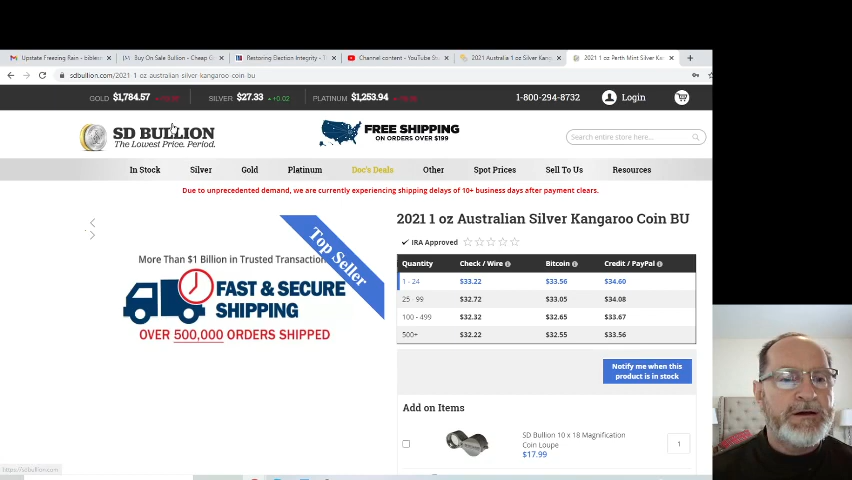 Upstate Freezing Rain - biblewe
Buy On Sale Bullion - Cheap G
Restoring Election Integrity - T
Channel content - YouTube St
2021 Australia 1 oz Silver Kang
2021 1 oz Perth Mint Silver Ka
sdbullion.com/2021-1-oz-australian-silver-kangaroo-coin-bu
GOLD $1,784.57 SILVER $27.33 +0.02 PLATINUM $1,253.94 1-800-294-8732 Login
SD BULLION
The Lowest Price. Period.
FREE SHIPPING
ON ORDERS OVER $199
Search entire store here...
In Stock Silver Gold Platinum Doc's Deals Other Spot Prices Sell To Us Resources
Due to unprecedented demand, we are currently experiencing shipping delays of 10+ business days after payment clears.
Top Seller
More Than $1 Billion in Trusted Transaction
FAST & SECURE
SHIPPING
OVER 500,000 ORDERS SHIPPED
2021 1 oz Australian Silver Kangaroo Coin BU
IRA Approved
Quantity Check / Wire Bitcoin Credit / PayPal
1 - 24 $33.22 $33.56 $34.60
25 - 99 $32.72 $33.05 $34.08
100 - 499 $32.32 $32.65 $33.67
500+ $32.22 $32.55 $33.56
Notify me when this
product is in stock
Add on Items
SD Bullion 10 x 18 Magnification
Coin Loupe
$17.99
1
https://sdbullion.com